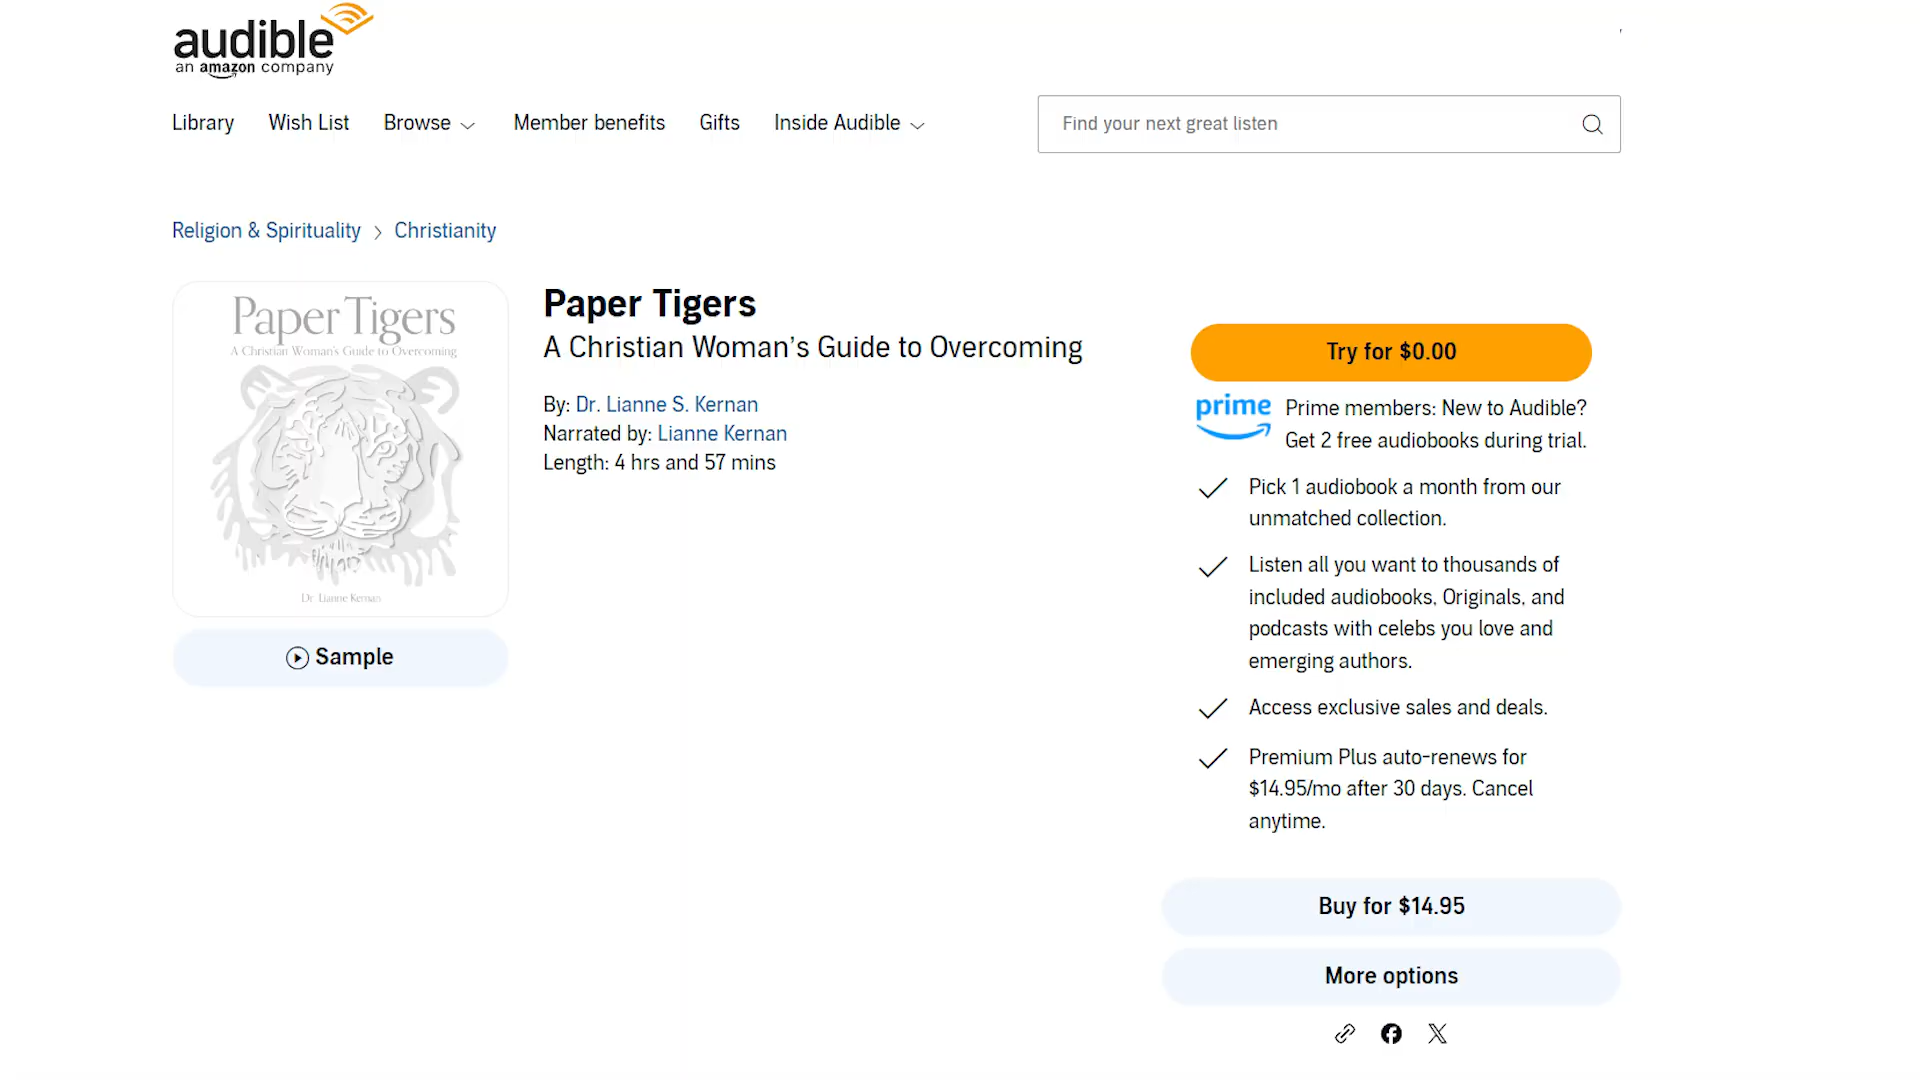 audible
an amazon company
Library Wish List Browse Member benefits Gifts Inside Audible
Find your next great listen
Religion & Spirituality > Christianity
Paper Tigers
A Christian Woman's Guide to Overcoming
Dr. Lianne Kernan
Sample
Paper Tigers
A Christian Woman's Guide to Overcoming
By: Dr. Lianne S. Kernan
Narrated by: Lianne Kernan
Length: 4 hrs and 57 mins
Try for $0.00
prime
Prime members: New to Audible?
Get 2 free audiobooks during trial.
Pick 1 audiobook a month from our
unmatched collection.
Listen all you want to thousands of
included audiobooks, Originals, and
podcasts with celebs you love and
emerging authors.
Access exclusive sales and deals.
Premium Plus auto-renews for
$14.95/mo after 30 days. Cancel
anytime.
Buy for $14.95
More options